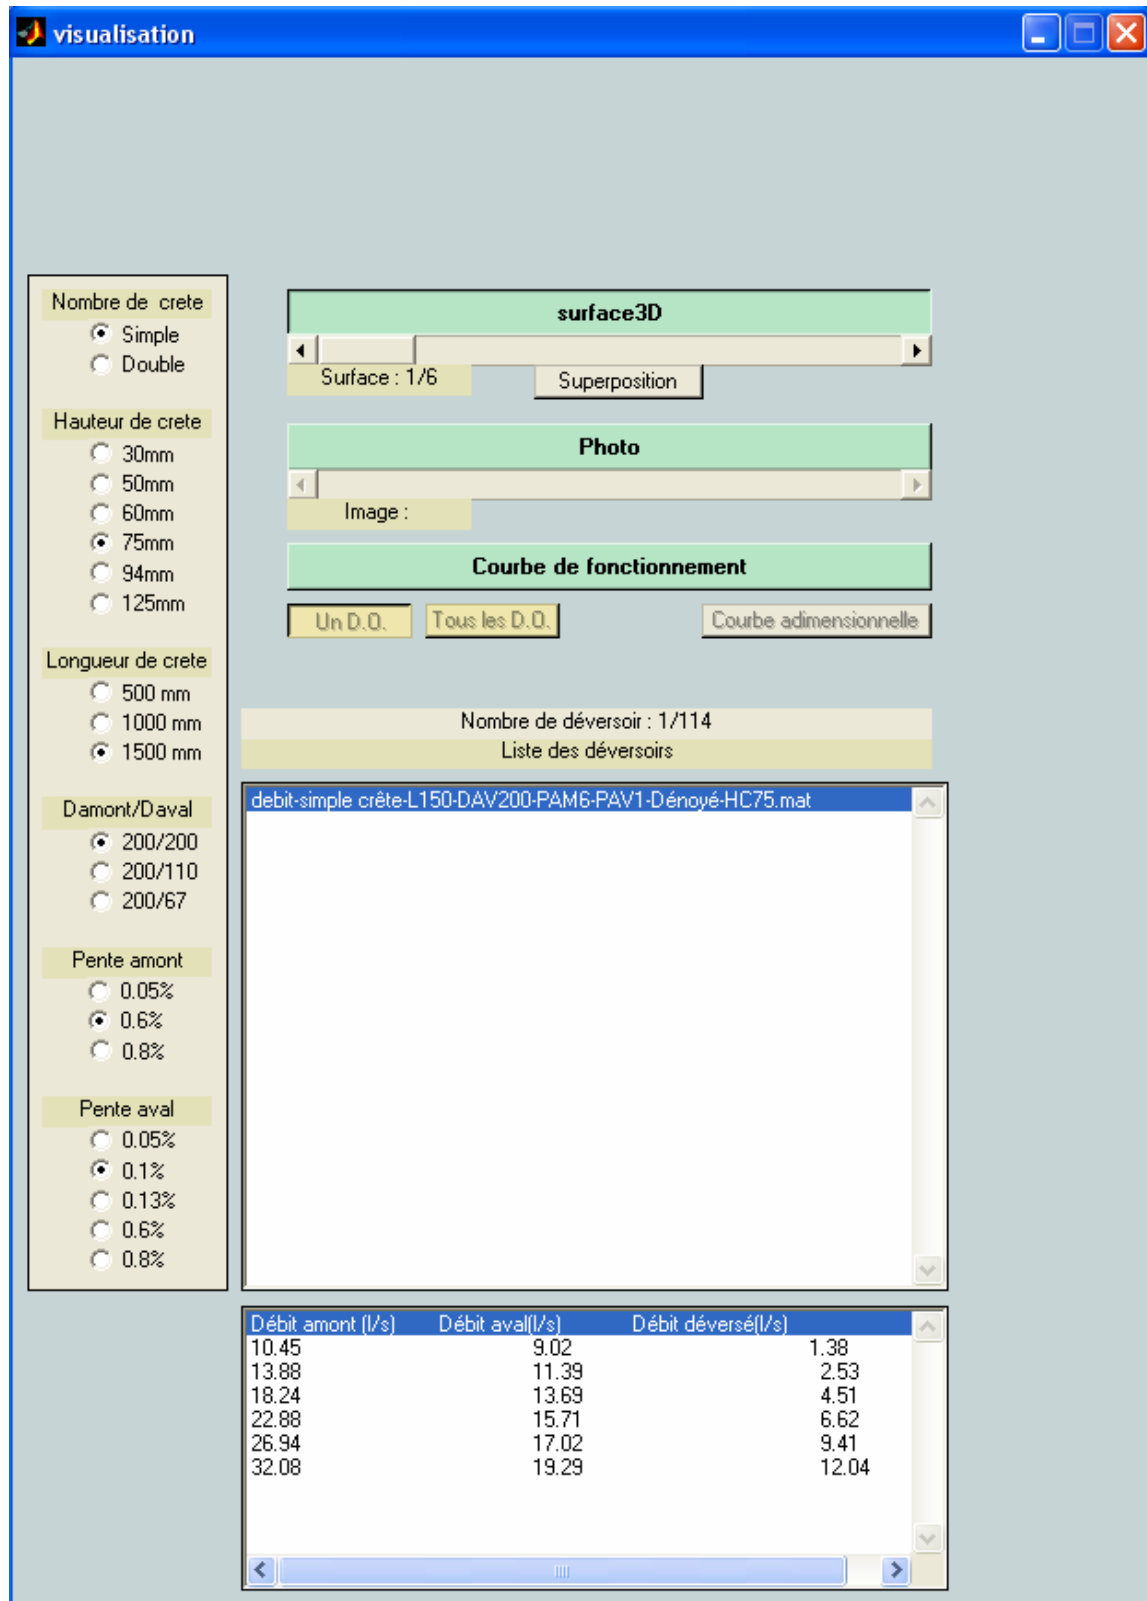 visualisation
Nombre de crete
Simple
Double
Hauteur de crete
30mm
50mm
60mm
75mm
94mm
125mm
Longueur de crete
500 mm
1000 mm
1500 mm
Damont/Daval
200/200
200/110
200/67
Pente amont
0.05%
0.6%
0.8%
Pente aval
0.05%
0.1%
0.13%
0.6%
0.8%
surface3D
Surface : 1/6 Superposition
Photo
Image :
Courbe de fonctionnement
Un D.O. Tous les D.O. Courbe adimensionnelle
Nombre de déversoir : 1/114
Liste des déversoirs
debit-simple crête-L150-DAV200-PAM6-PAV1-Dénoyé-HC75.mat
Débit amont (l/s) Débit aval(l/s) Débit déversé(l/s)
10.45 9.02 1.38
13.88 11.39 2.53
18.24 13.69 4.51
22.88 15.71 6.62
26.94 17.02 9.41
32.08 19.29 12.04